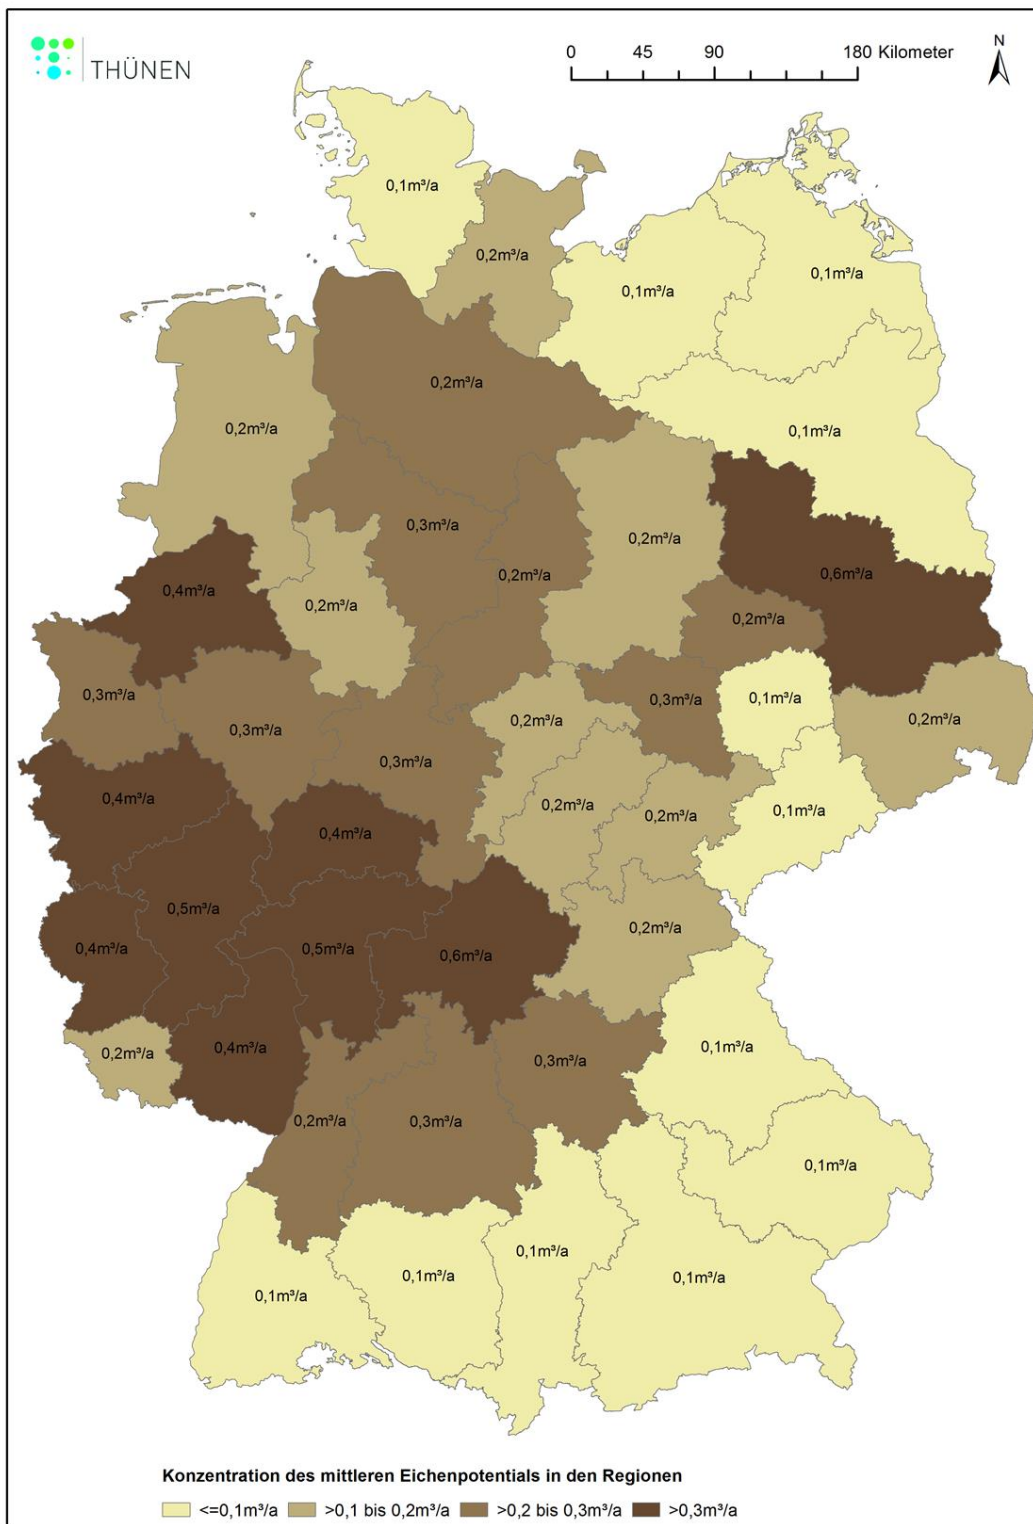 THÜNEN
0 45 90 180 Kilometer
N
0,1m³/a
0,2m³/a
0,1m³/a
0,1m³/a
0,2m³/a
0,1m³/a
0,2m³/a
0,3m³/a
0,2m³/a
0,6m³/a
0,2m³/a
0,4m³/a
0,2m³/a
0,2m³/a
0,3m³/a
0,3m³/a
0,2m³/a
0,3m³/a
0,1m³/a
0,2m³/a
0,3m³/a
0,4m³/a
0,4m³/a
0,2m³/a
0,2m³/a
0,1m³/a
0,5m³/a
0,4m³/a
0,5m³/a
0,6m³/a
0,2m³/a
0,2m³/a
0,4m³/a
0,3m³/a
0,1m³/a
0,2m³/a
0,3m³/a
0,1m³/a
0,1m³/a
0,1m³/a
0,1m³/a
0,1m³/a
Konzentration des mittleren Eichenpotentials in den Regionen
<=0,1m³/a >0,1 bis 0,2m³/a >0,2 bis 0,3m³/a >0,3m³/a